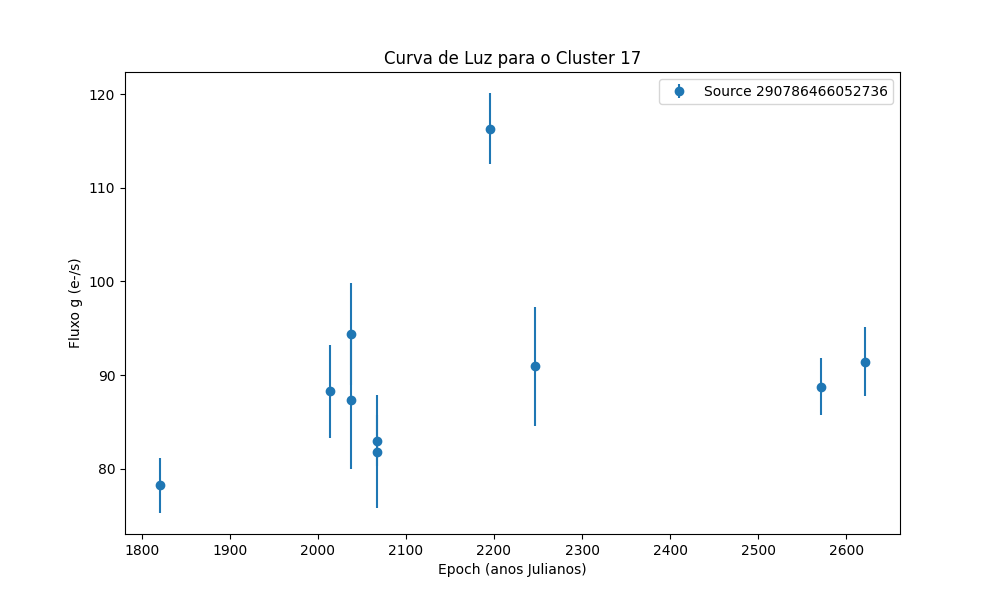 Curva de Luz para o Cluster 17
Source 290786466052736
Fluxo g (e-/s)
120
110
100
90
80
1800 1900 2000 2100 2200 2300 2400 2500 2600
Epoch (anos Julianos)